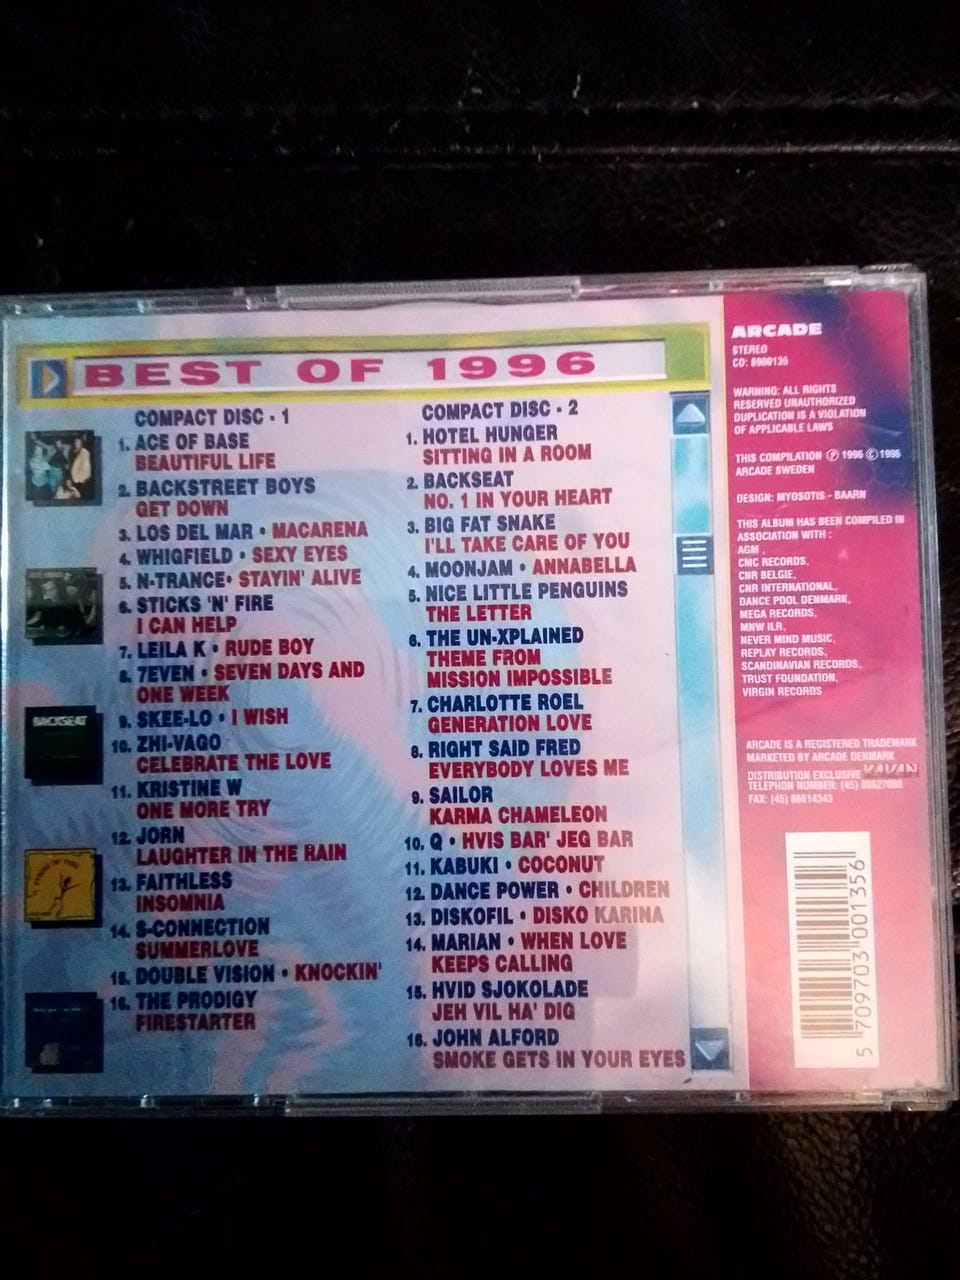 BEST OF 1996
COMPACT DISC - 1
1. ACE OF BASE
BEAUTIFUL LIFE
2. BACKSTREET BOYS
GET DOWN
3. LOS DEL MAR • MACARENA
4. WHIGFIELD • SEXY EYES
5. N-TRANCE • STAYIN' ALIVE
6. STICKS 'N' FIRE
I CAN HELP
7. LEILA K • RUDE BOY
8. 7EVEN • SEVEN DAYS AND
ONE WEEK
9. SKEE-LO • I WISH
10. ZHI-VAGO
CELEBRATE THE LOVE
11. KRISTINE W
ONE MORE TRY
12. JORN
LAUGHTER IN THE RAIN
13. FAITHLESS
INSOMNIA
14. S-CONNECTION
SUMMERLOVE
15. DOUBLE VISION • KNOCKIN'
16. THE PRODIGY
FIRESTARTER
COMPACT DISC - 2
1. HOTEL HUNGER
SITTING IN A ROOM
2. BACKSEAT
NO. 1 IN YOUR HEART
3. BIG FAT SNAKE
I'LL TAKE CARE OF YOU
4. MOONJAM • ANNABELLA
5. NICE LITTLE PENGUINS
THE LETTER
6. THE UN-XPLAINED
THEME FROM
MISSION IMPOSSIBLE
7. CHARLOTTE ROEL
GENERATION LOVE
8. RIGHT SAID FRED
EVERYBODY LOVES ME
9. SAILOR
KARMA CHAMELEON
10. Q • HVIS BAR' JEG BAR
11. KABUKI • COCONUT
12. DANCE POWER • CHILDREN
13. DISKOFIL • DISKO KARINA
14. MARIAN • WHEN LOVE
KEEPS CALLING
15. HVID SJOKOLADE
JEH VIL HA' DIG
16. JOHN ALFORD
SMOKE GETS IN YOUR EYES
BACKSEAT
ARCADE
STEREO
CD: 8900135
WARNING: ALL RIGHTS
RESERVED UNAUTHORIZED
DUPLICATION IS A VIOLATION
OF APPLICABLE LAWS
THIS COMPILATION Ⓟ 1996 © 1996
ARCADE SWEDEN
DESIGN: MYOSOTIS - BAARN
THIS ALBUM HAS BEEN COMPILED IN
ASSOCIATION WITH :
AGM ,
CMC RECORDS,
CNR BELGIE,
CNR INTERNATIONAL,
DANCE POOL DENMARK,
MEGA RECORDS,
MNW ILR,
NEVER MIND MUSIC,
REPLAY RECORDS,
SCANDINAVIAN RECORDS,
TRUST FOUNDATION,
VIRGIN RECORDS
ARCADE IS A REGISTERED TRADEMARK
MARKETED BY ARCADE DENMARK
DISTRIBUTION EXCLUSIVE KAVAN
TELEPHON NUMBER: (45) 86627000
FAX: (45) 86614343
5 709703 001356